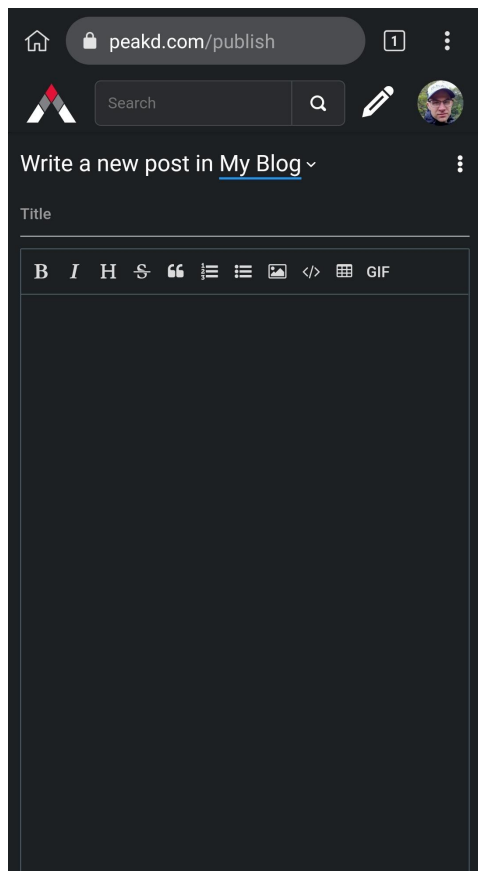 peakd.com/publish
1
Search
Write a new post in My Blog
Title
B I H S GIF